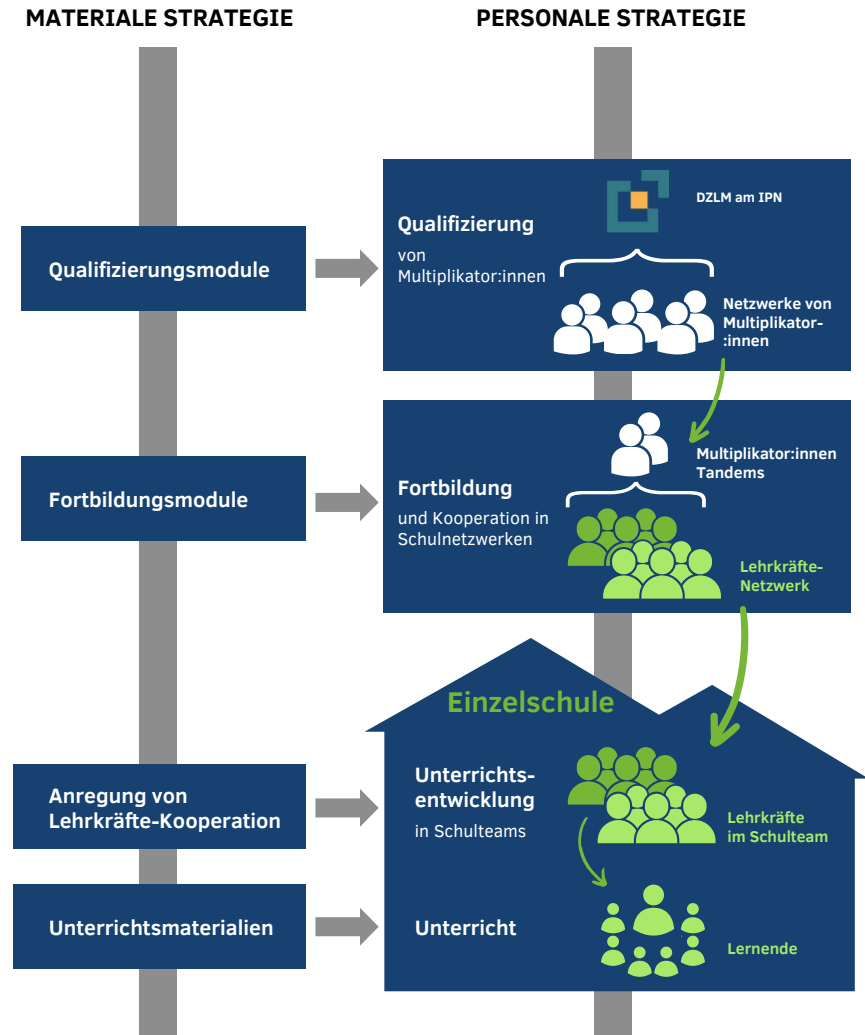 MATERIALE STRATEGIE
PERSONALE STRATEGIE
Qualifizierungsmodule
Qualifizierung
von
Multiplikator:innen
DZLM am IPN
Netzwerke von
Multiplikator-
:innen
Fortbildungsmodule
Fortbildung
und Kooperation in
Schulnetzwerken
Multiplikator:innen
Tandems
Lehrkräfte-
Netzwerk
Einzelschule
Anregung von
Lehrkräfte-Kooperation
Unterrichts-
entwicklung
in Schulteams
Lehrkräfte
im Schulteam
Unterrichtsmaterialien
Unterricht
Lernende